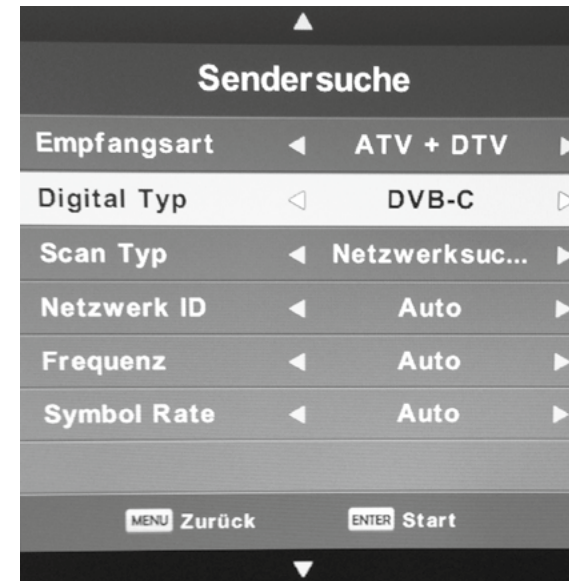 Sendersuche
Empfangsart ATV + DTV
Digital Typ DVB-C
Scan Typ Netzwerksuc...
Netzwerk ID Auto
Frequenz Auto
Symbol Rate Auto
MENU Zurück ENTER Start